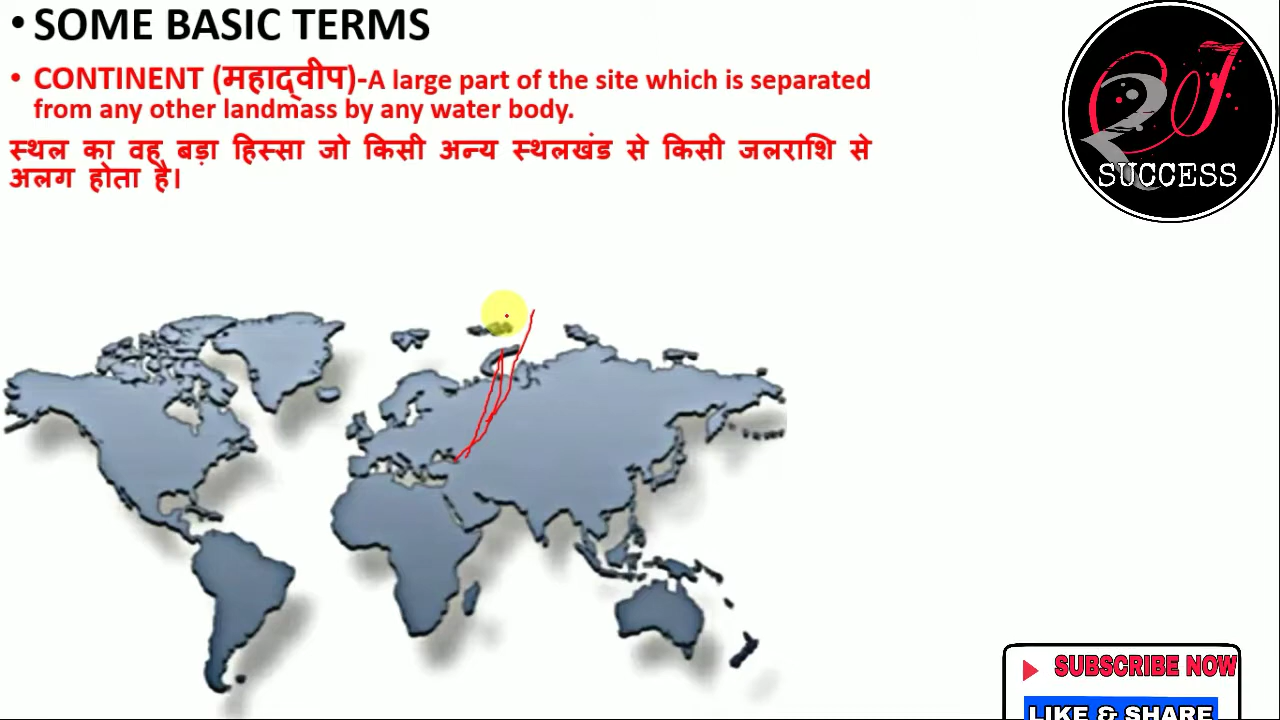 • SOME BASIC TERMS
• CONTINENT (महाद्वीप)-A large part of the site which is separated
from any other landmass by any water body.
स्थल का वह बड़ा हिस्सा जो किसी अन्य स्थलखंड से किसी जलराशि से
अलग होता है।
2J
SUCCESS
SUBSCRIBE NOW
LIKE & SHARE